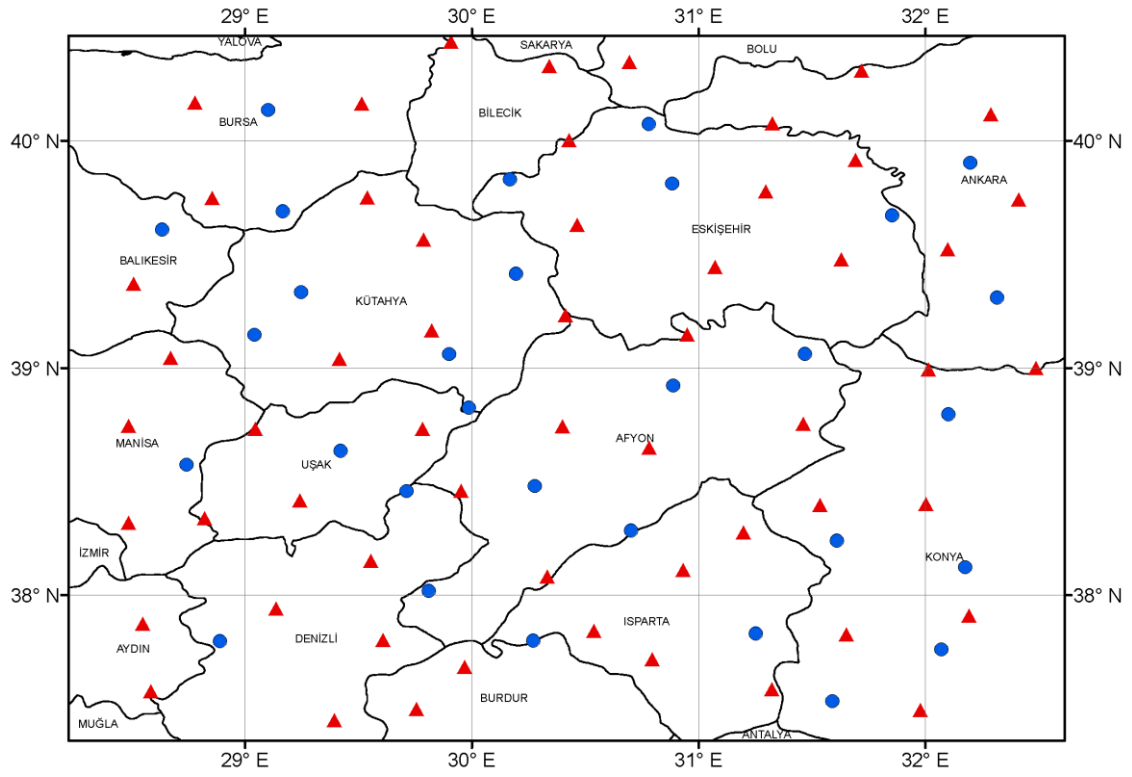 29° E 30° E 31° E 32° E
YALOVA SAKARYA BOLU
BİLECİK
BURSA
40° N 40° N
ANKARA
ESKİŞEHİR
BALIKESİR
KÜTAHYA
39° N 39° N
AFYON
MANİSA
UŞAK
İZMİR KONYA
38° N 38° N
ISPARTA
DENİZLİ
AYDIN
BURDUR
MUĞLA
ANTALYA
29° E 30° E 31° E 32° E